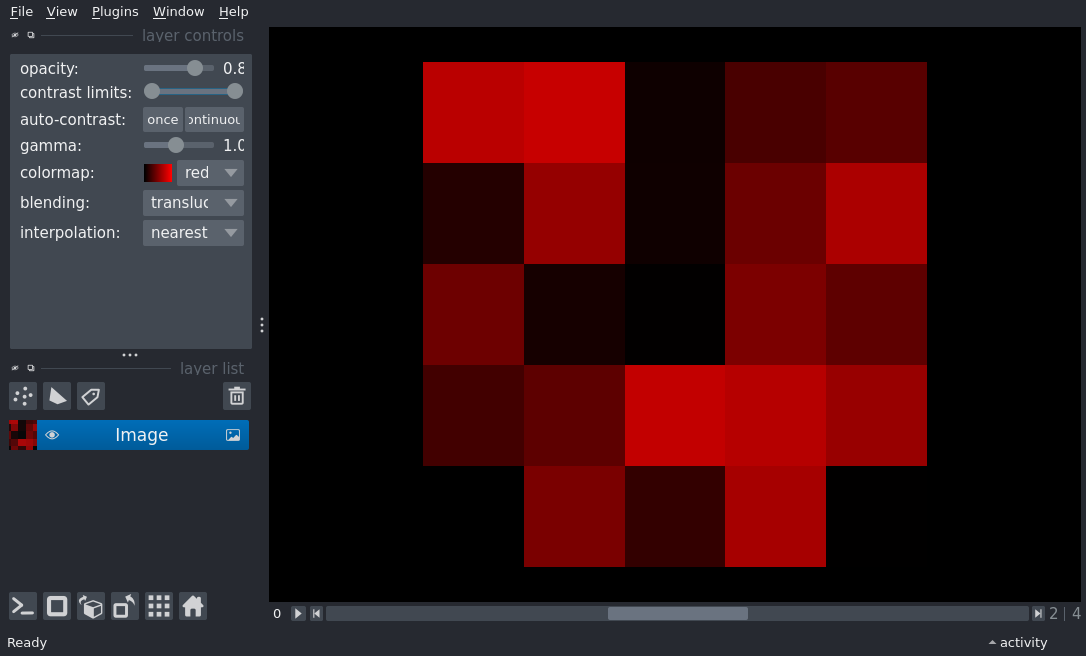 File View Plugins Window Help
layer controls
opacity: 0.8
contrast limits:
auto-contrast: once ontinuou
gamma: 1.0
colormap: red
blending: transluc
interpolation: nearest
layer list
Image
0 2 | 4
Ready activity